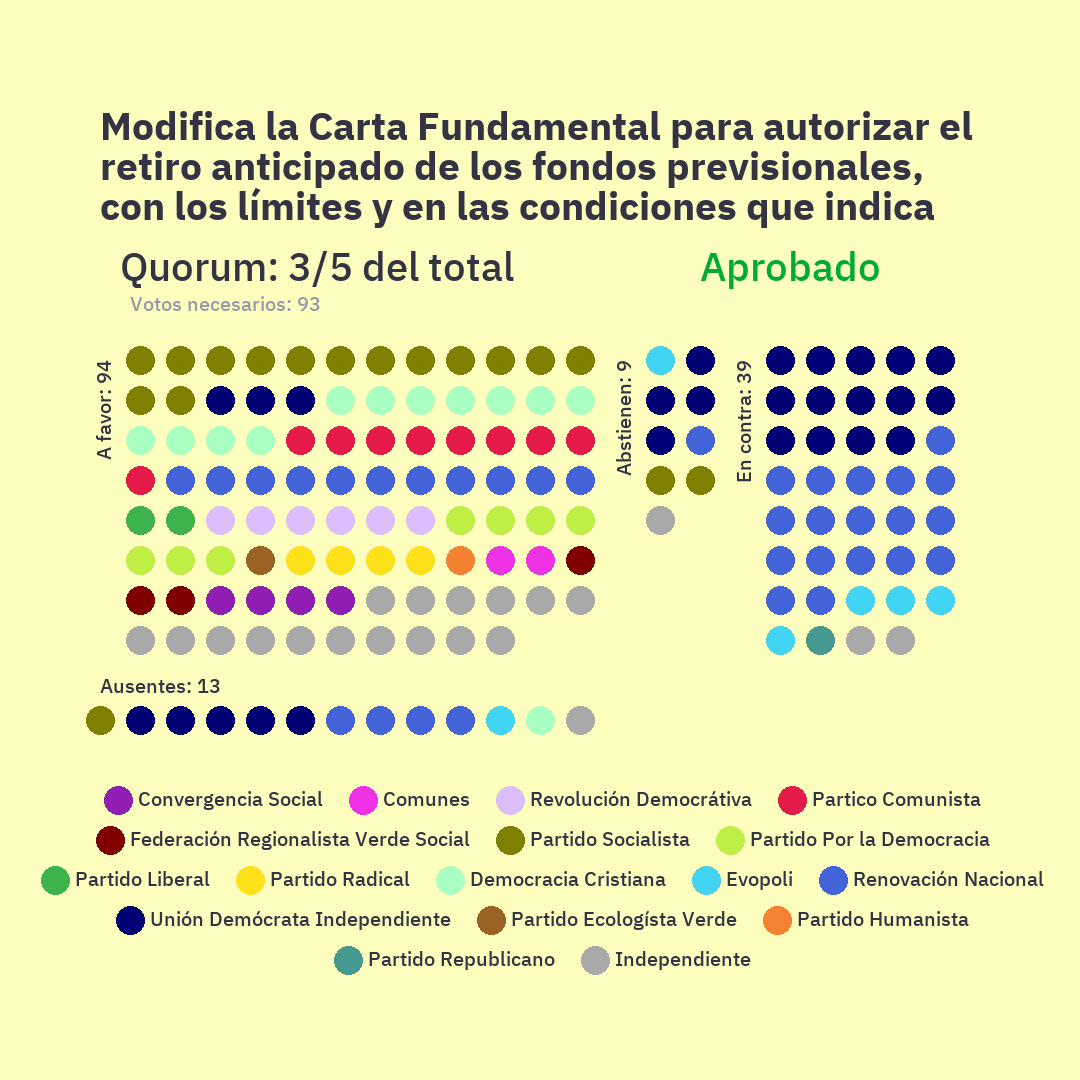 Modifica la Carta Fundamental para autorizar el
retiro anticipado de los fondos previsionales,
con los límites y en las condiciones que indica
Quorum: 3/5 del total
Aprobado
Votos necesarios: 93
A favor: 94
Abstienen: 9
En contra: 39
Ausentes: 13
Convergencia Social
Comunes
Revolución Democrátiva
Partico Comunista
Federación Regionalista Verde Social
Partido Socialista
Partido Por la Democracia
Partido Liberal
Partido Radical
Democracia Cristiana
Evopoli
Renovación Nacional
Unión Demócrata Independiente
Partido Ecologísta Verde
Partido Humanista
Partido Republicano
Independiente